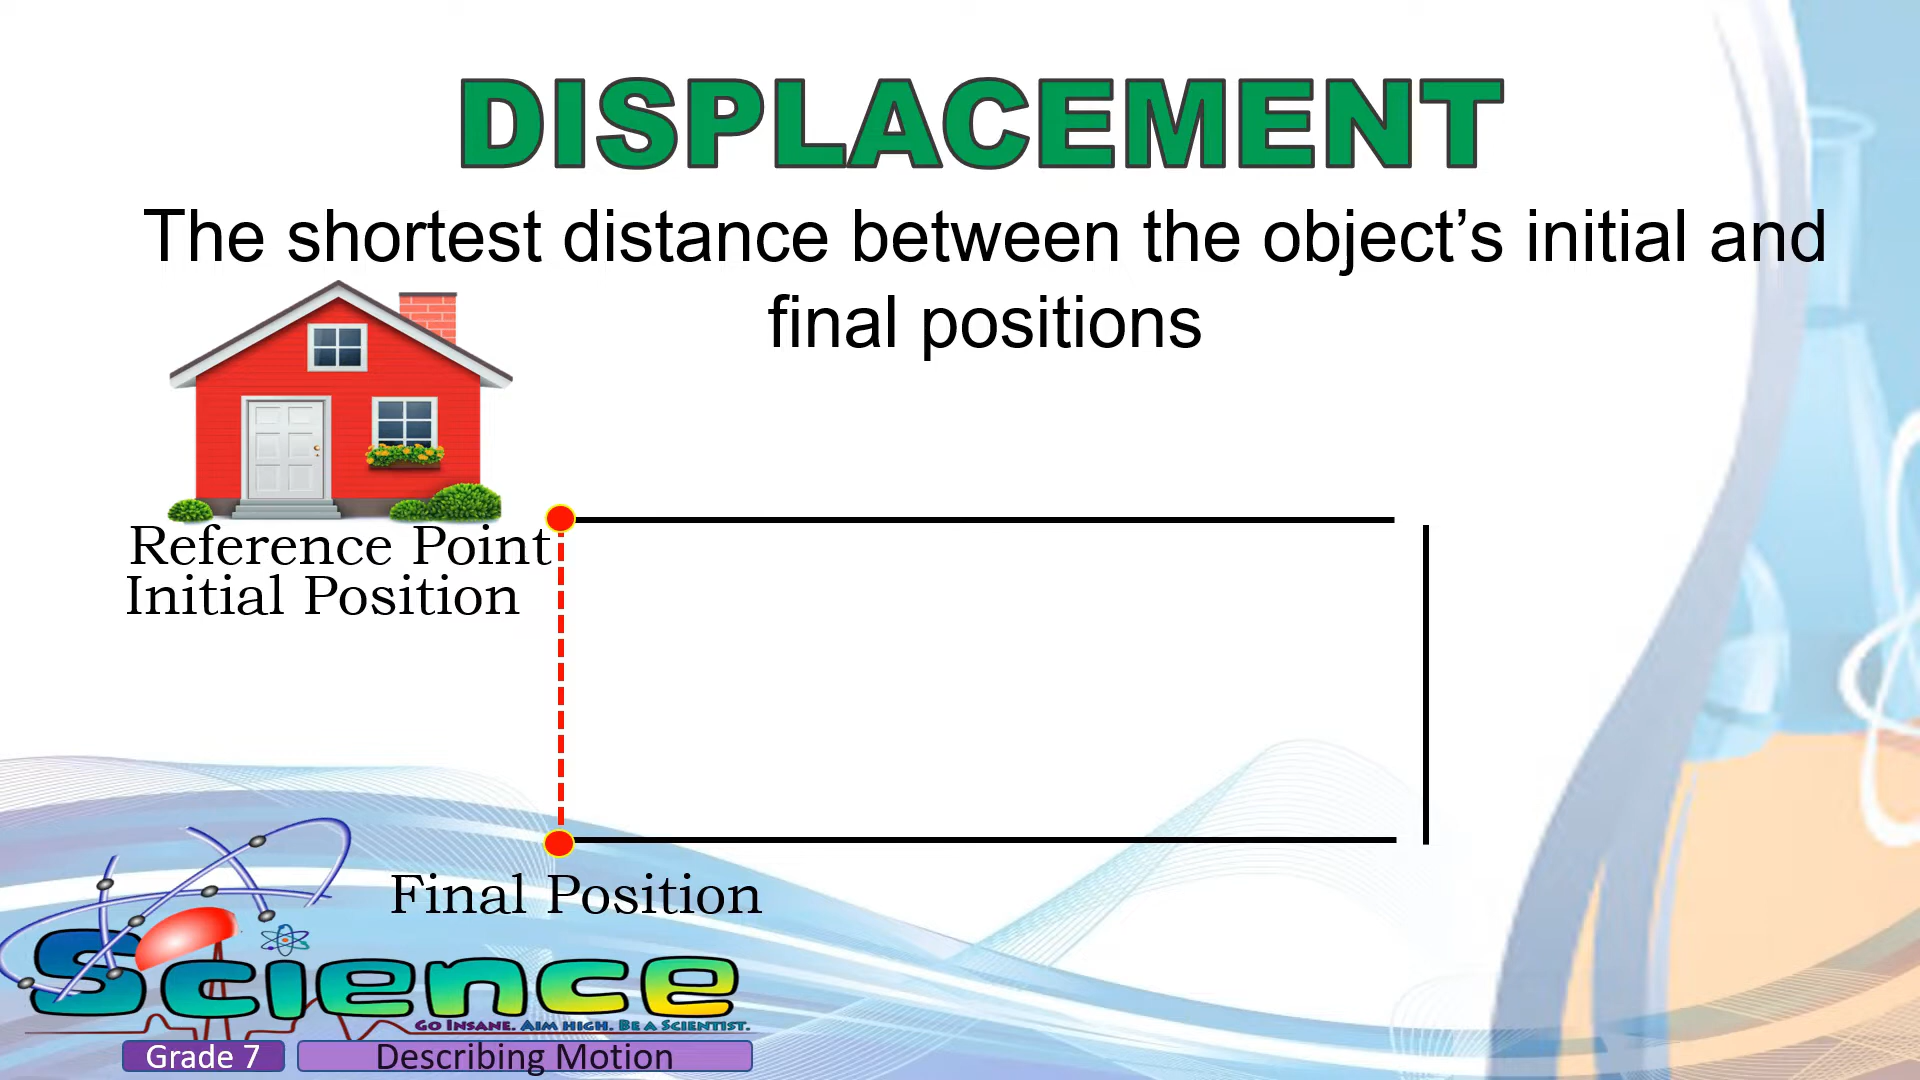 DISPLACEMENT
The shortest distance between the object’s initial and
final positions
Reference Point
Initial Position
Final Position
Science
GO INSANE. AIM HIGH. BE A SCIENTIST.
Grade 7
Describing Motion